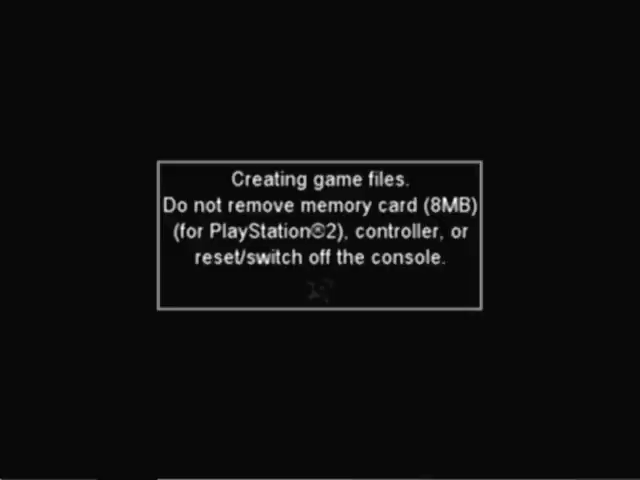 Creating game files.
Do not remove memory card (8MB)
(for PlayStation®2), controller, or
reset/switch off the console.